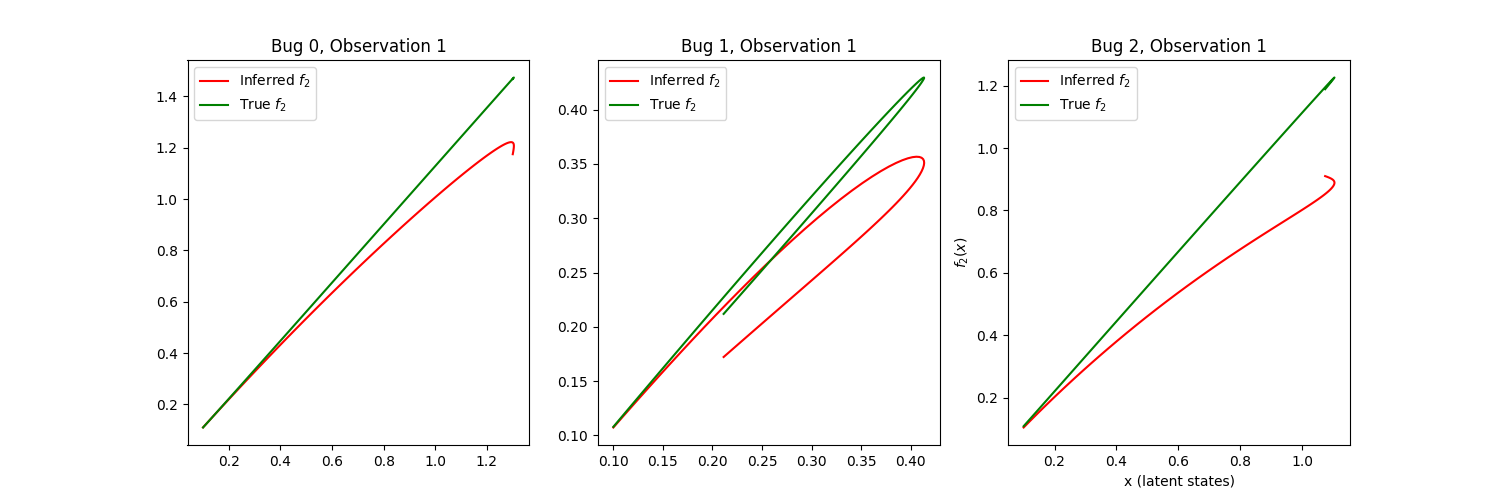 Bug 0, Observation 1
Inferred f₂
True f₂
1.4
1.2
1.0
0.8
0.6
0.4
0.2
0.2 0.4 0.6 0.8 1.0 1.2
Bug 1, Observation 1
Inferred f₂
True f₂
0.40
0.35
0.30
0.25
0.20
0.15
0.10
0.10 0.15 0.20 0.25 0.30 0.35 0.40
Bug 2, Observation 1
Inferred f₂
True f₂
f₂(x)
1.2
1.0
0.8
0.6
0.4
0.2
0.2 0.4 0.6 0.8 1.0
x (latent states)